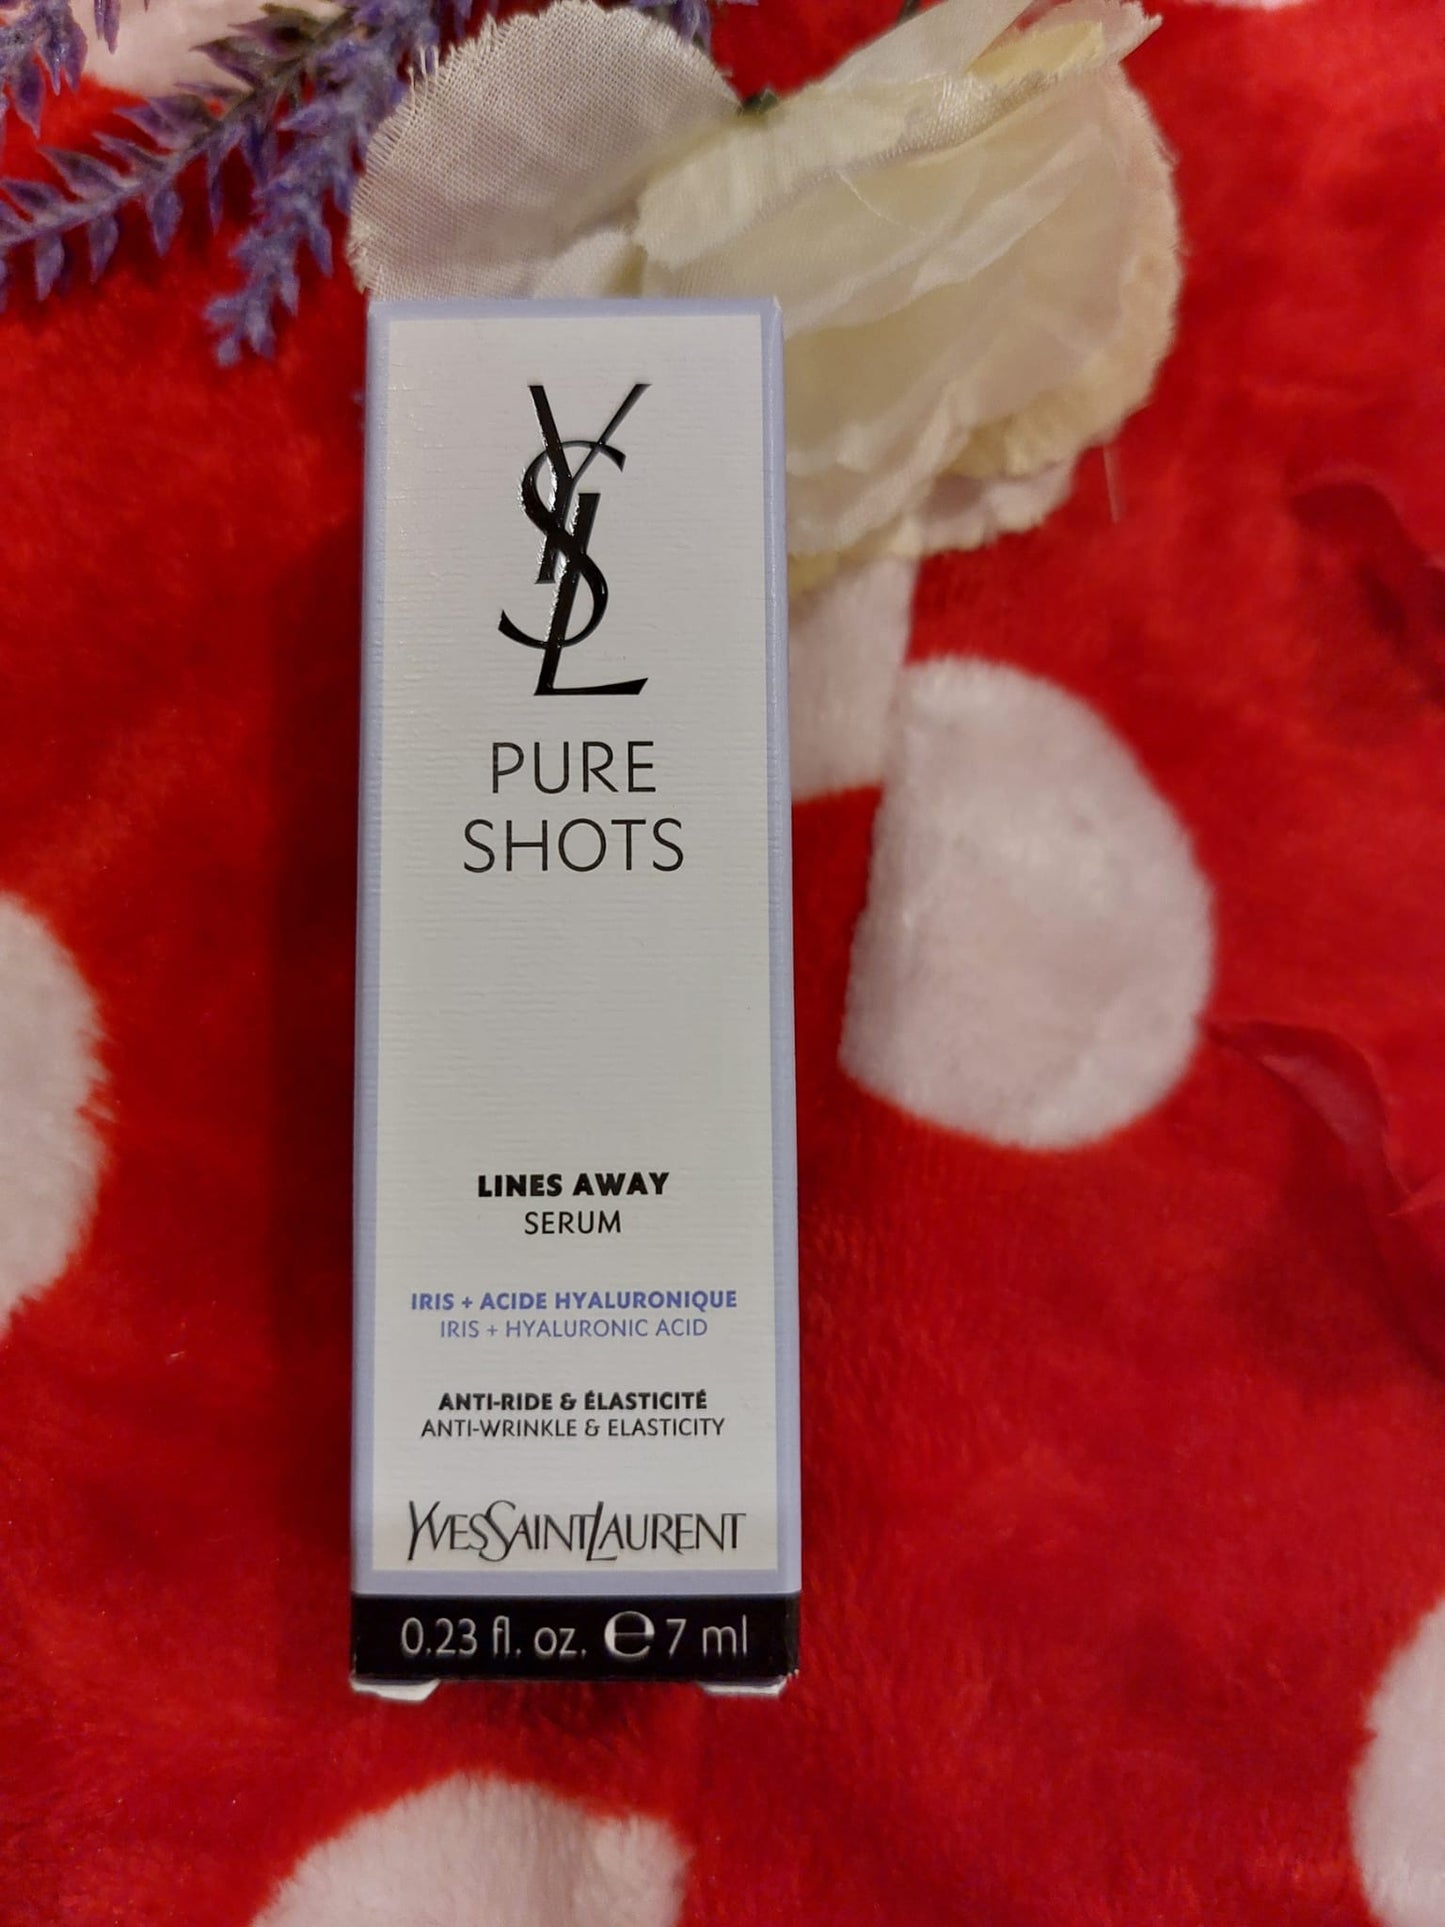 YSL
PURE
SHOTS
LINES AWAY
SERUM
IRIS + ACIDE HYALURONIQUE
IRIS + HYALURONIC ACID
ANTI-RIDE & ÉLASTICITÉ
ANTI-WRINKLE & ELASTICITY
YVESSAINTLAURENT
0.23 fl. oz. ℮ 7 ml